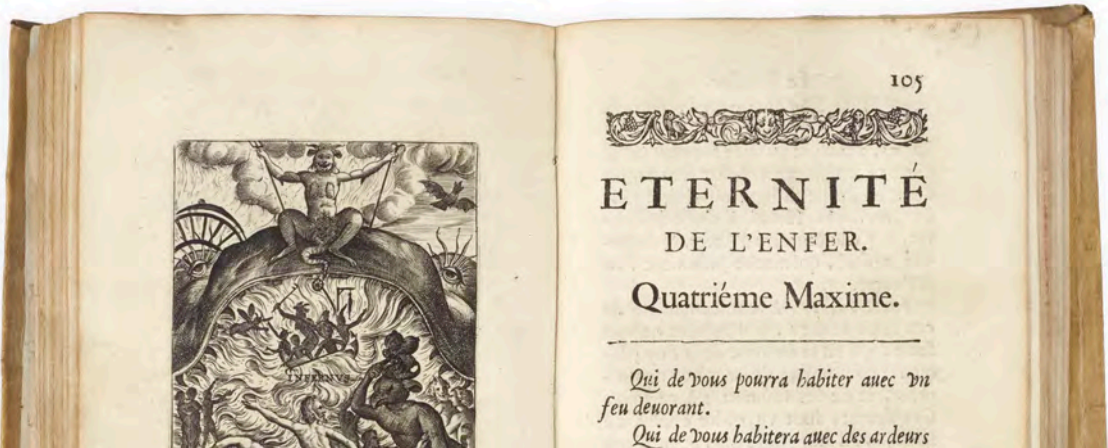 INFERNVS
105
ETERNITÉ
DE L'ENFER.
Quatriéme Maxime.
Qui de vous pourra habiter auec vn
feu deuorant.
Qui de vous habitera auec des ardeurs